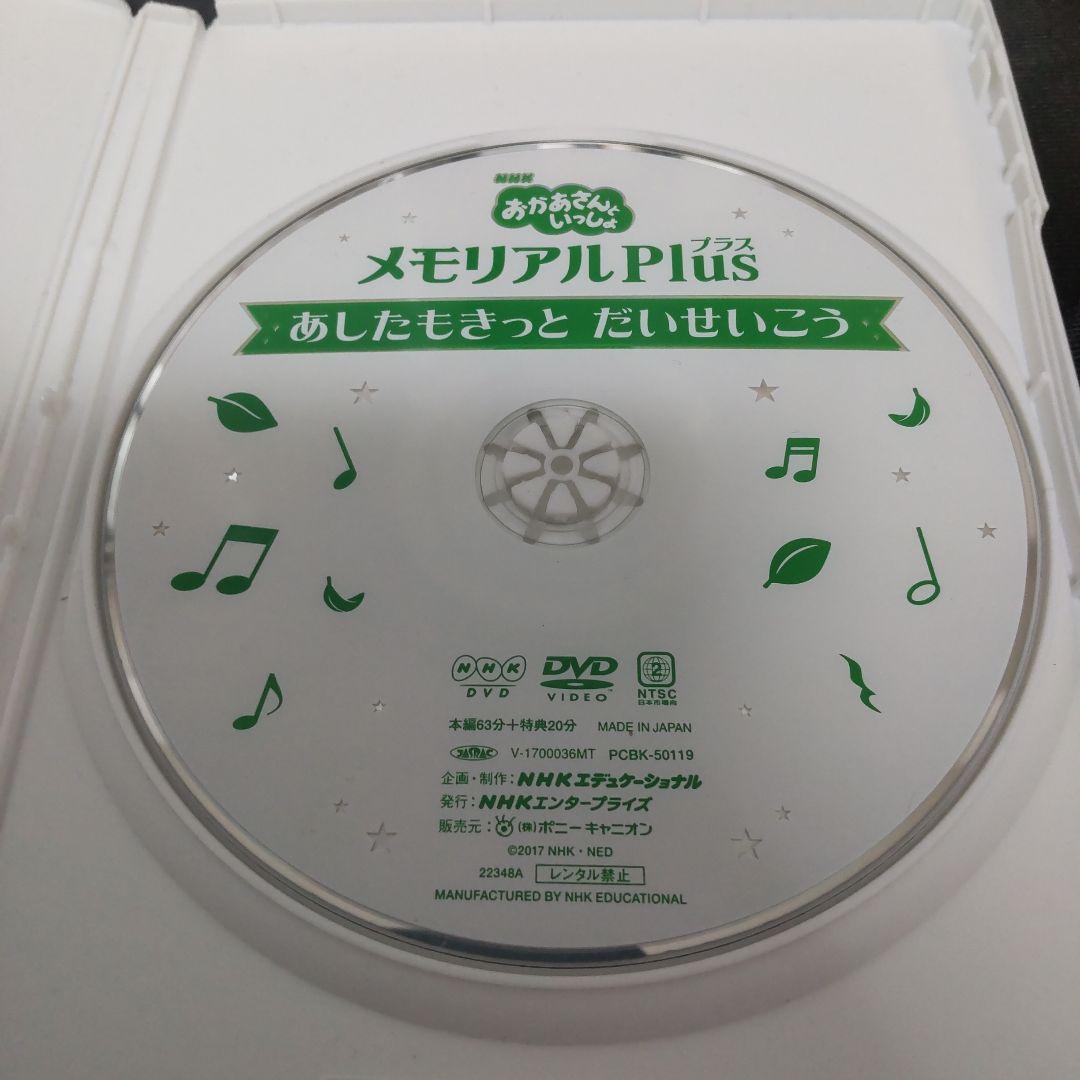 NHK
おかあさんと
いっしょ
プラス
メモリアルPlus
あしたもきっと だいせいこう
NHK DVD
DVD VIDEO™
2 NTSC 日本市場向
本編63分+特典20分 MADE IN JAPAN
JASRAC V-1700036MT PCBK-50119
企画・制作:NHKエデュケーショナル
発行:NHKエンタープライズ
販売元:(株)ポニーキャニオン
©2017 NHK・NED
22348A レンタル禁止
MANUFACTURED BY NHK EDUCATIONAL